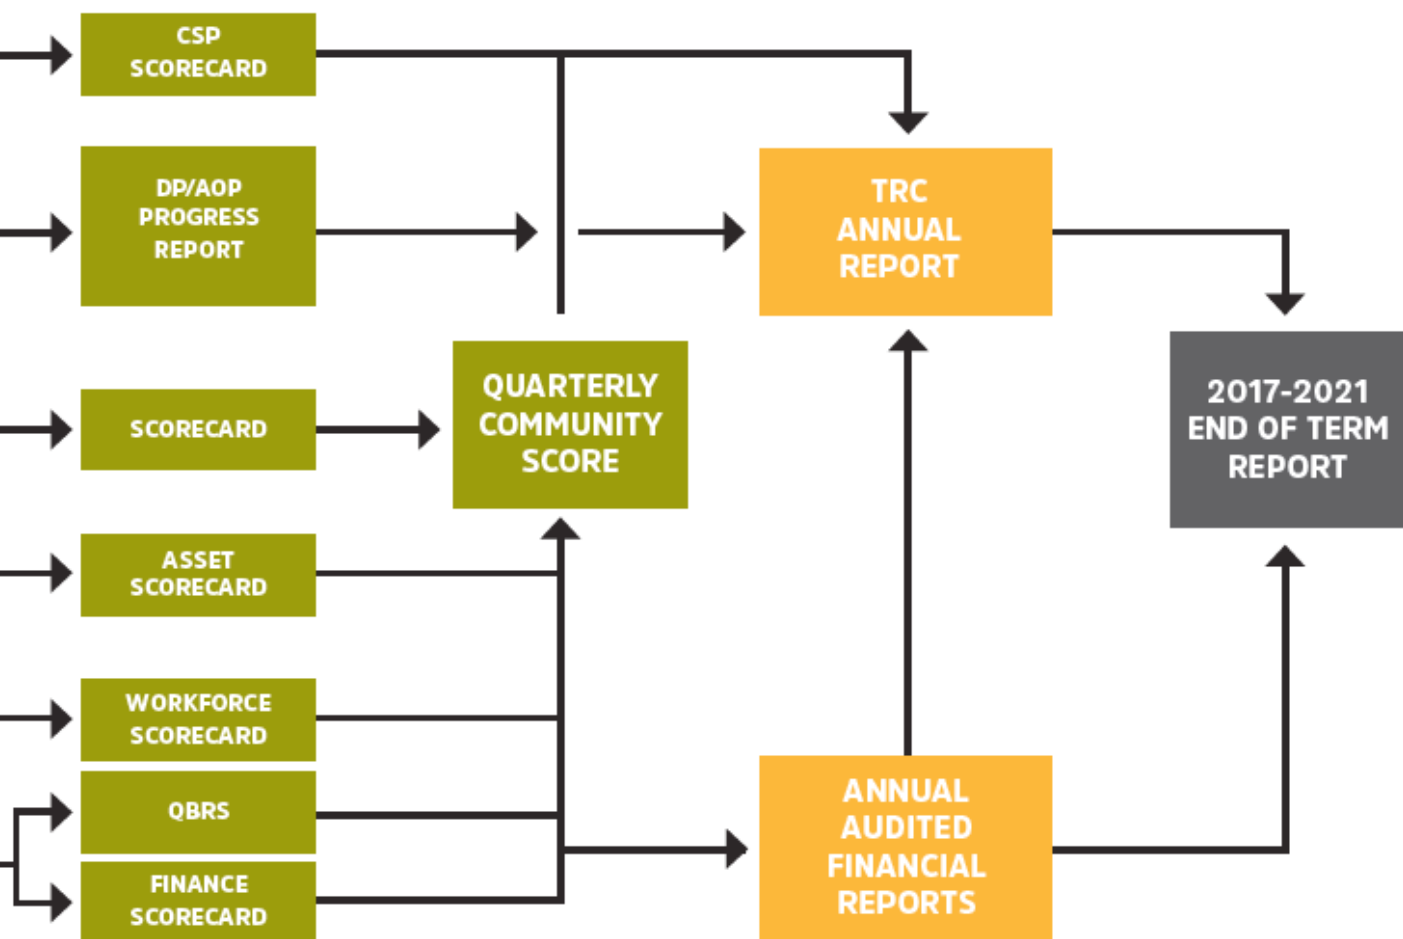 CSP
SCORECARD
DP/AOP
PROGRESS
REPORT
TRC
ANNUAL
REPORT
SCORECARD
QUARTERLY
COMMUNITY
SCORE
2017-2021
END OF TERM
REPORT
ASSET
SCORECARD
WORKFORCE
SCORECARD
QBRS
FINANCE
SCORECARD
ANNUAL
AUDITED
FINANCIAL
REPORTS